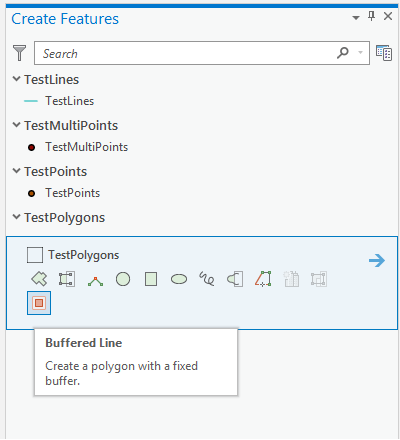 Create Features
Search
TestLines
TestLines
TestMultiPoints
TestMultiPoints
TestPoints
TestPoints
TestPolygons
TestPolygons
Buffered Line
Create a polygon with a fixed
buffer.